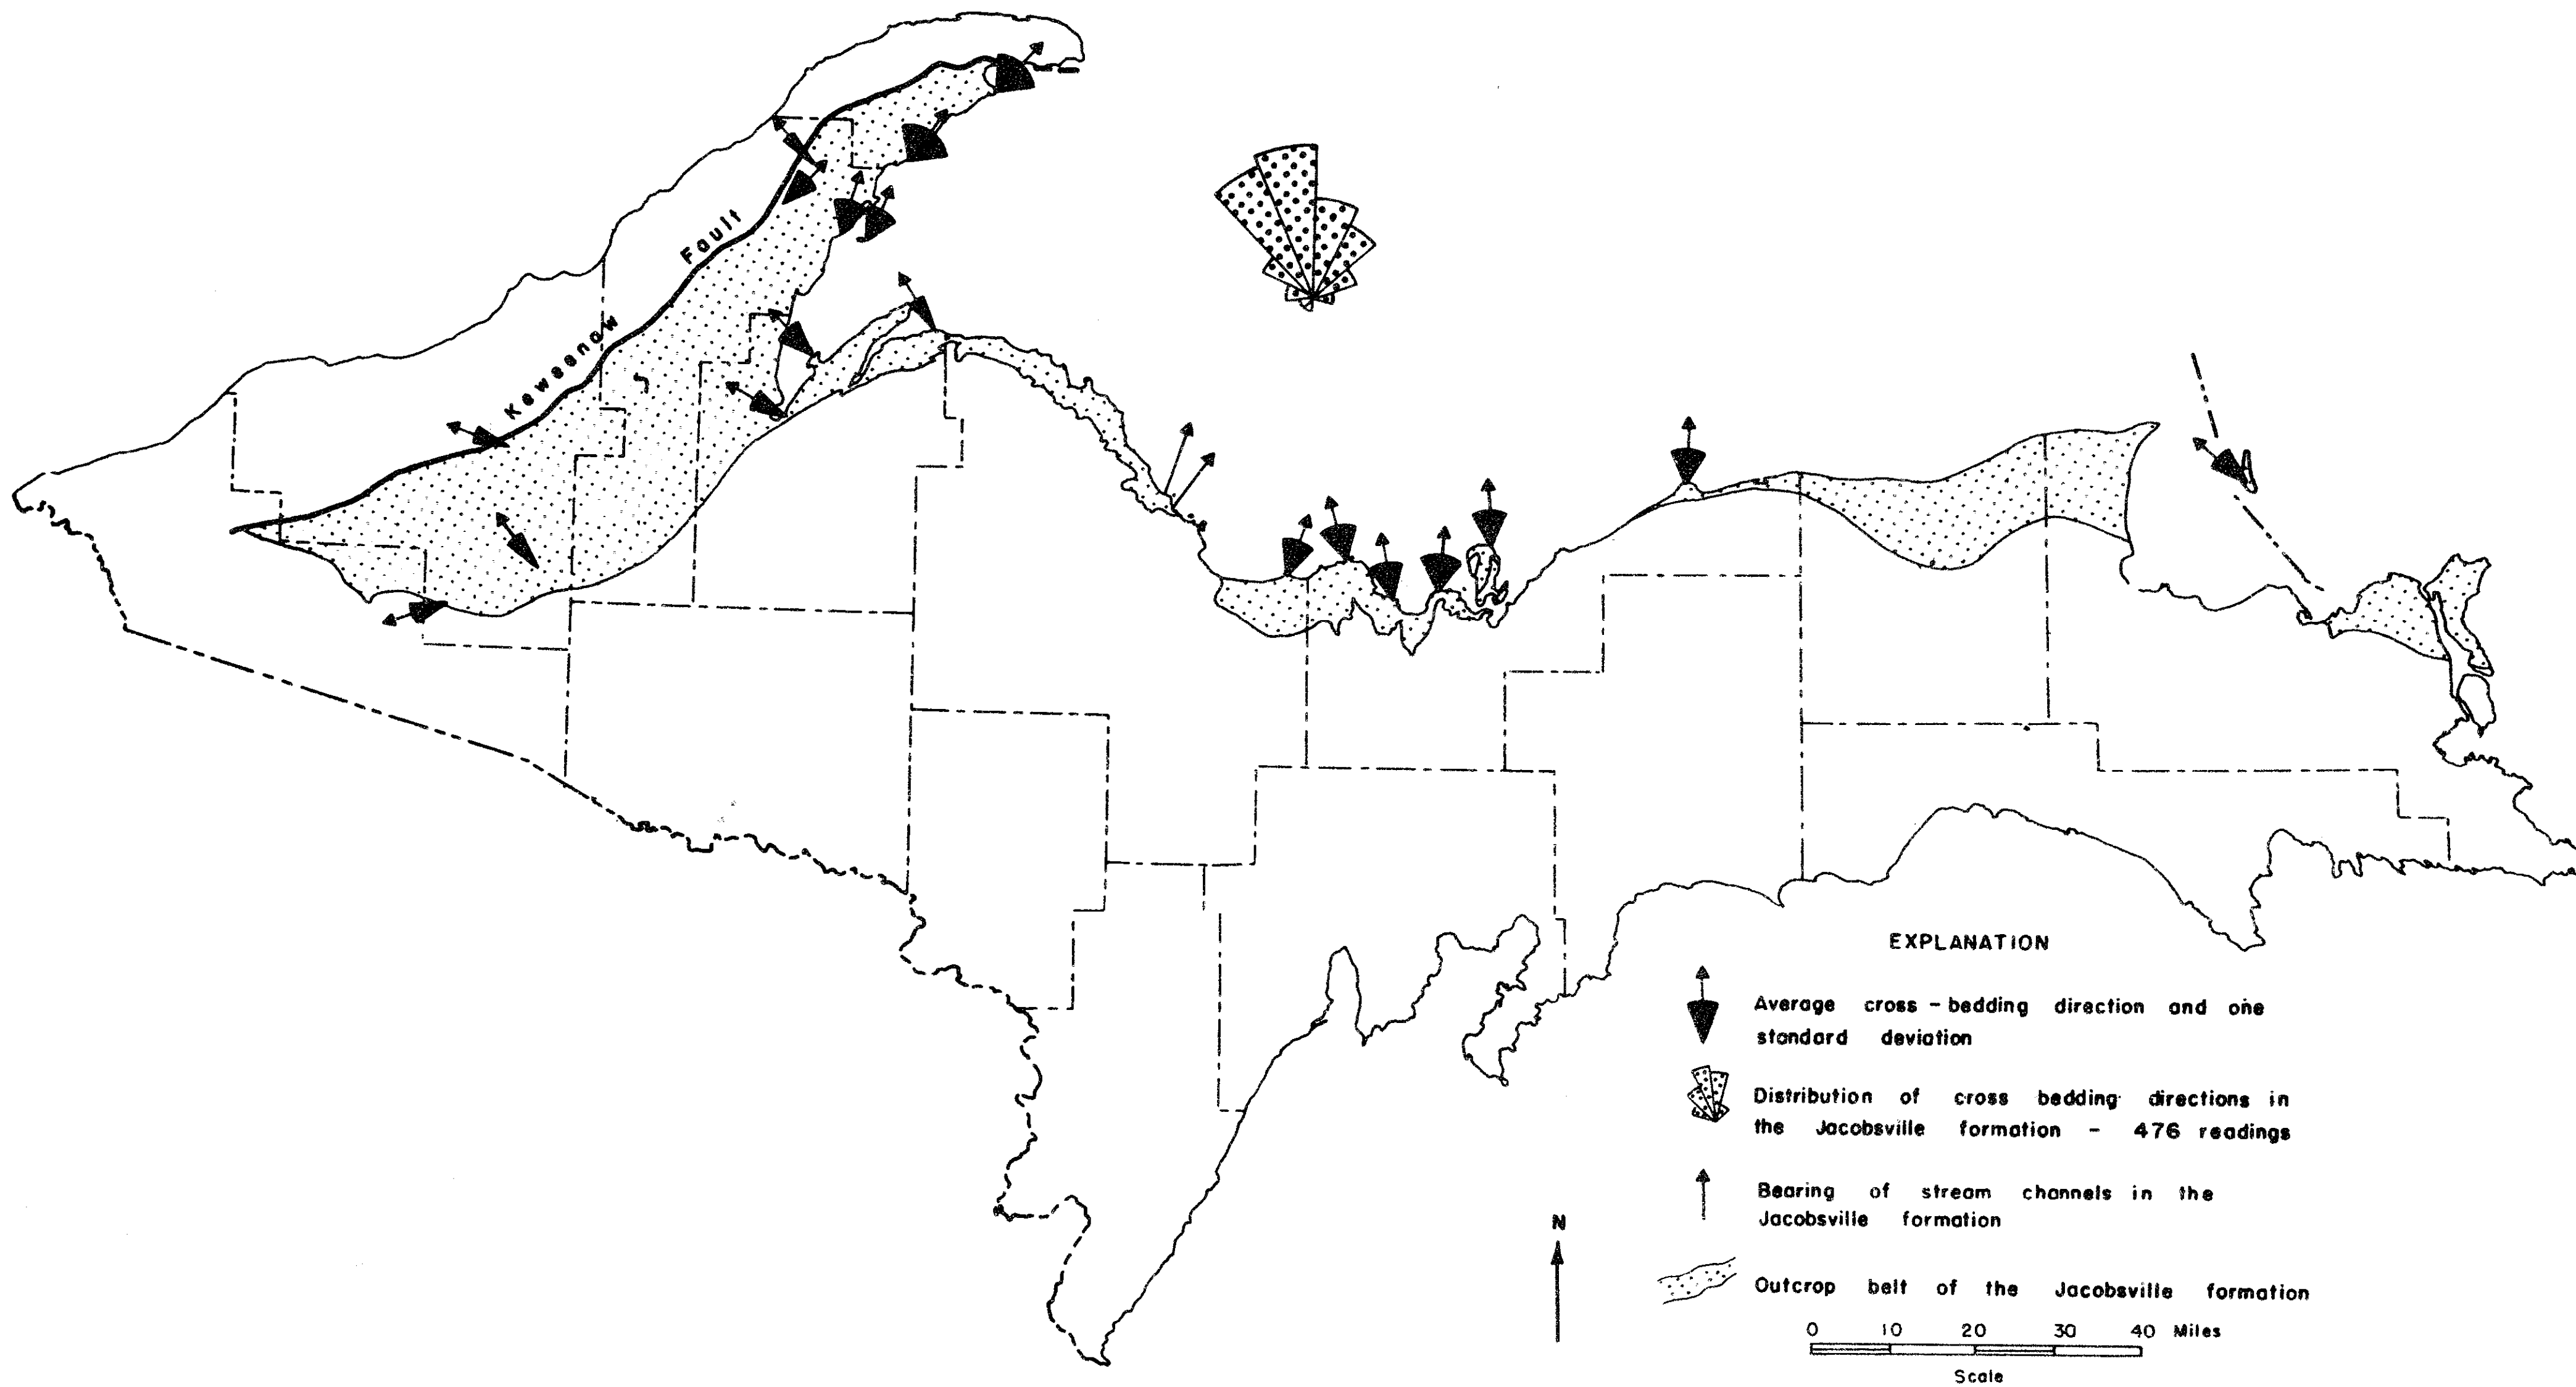 Keweenaw Fault
EXPLANATION
Average cross - bedding direction and one
standard deviation
Distribution of cross bedding directions in
the Jacobsville formation - 476 readings
Bearing of stream channels in the
Jacobsville formation
N
Outcrop belt of the Jacobsville formation
0 10 20 30 40 Miles
Scale